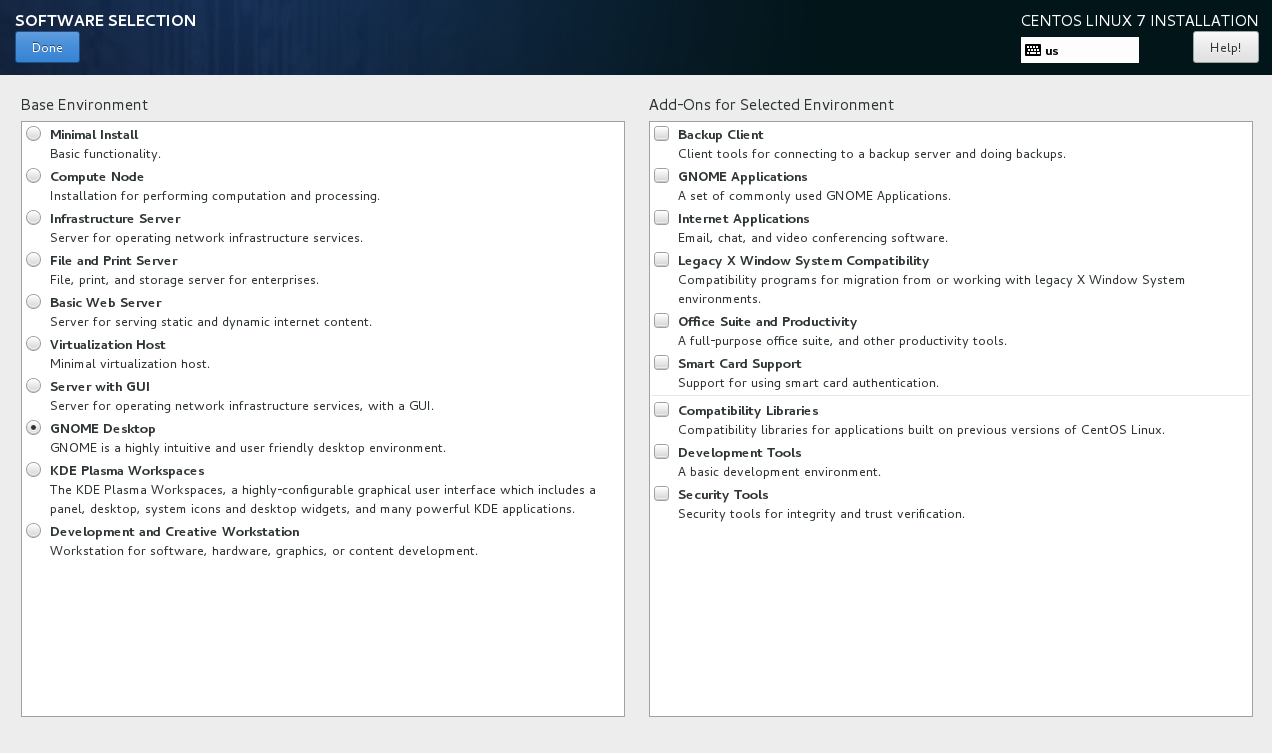 SOFTWARE SELECTION
Done
CENTOS LINUX 7 INSTALLATION
us
Help!
Base Environment
Minimal Install
Basic functionality.
Compute Node
Installation for performing computation and processing.
Infrastructure Server
Server for operating network infrastructure services.
File and Print Server
File, print, and storage server for enterprises.
Basic Web Server
Server for serving static and dynamic internet content.
Virtualization Host
Minimal virtualization host.
Server with GUI
Server for operating network infrastructure services, with a GUI.
GNOME Desktop
GNOME is a highly intuitive and user friendly desktop environment.
KDE Plasma Workspaces
The KDE Plasma Workspaces, a highly-configurable graphical user interface which includes a
panel, desktop, system icons and desktop widgets, and many powerful KDE applications.
Development and Creative Workstation
Workstation for software, hardware, graphics, or content development.
Add-Ons for Selected Environment
Backup Client
Client tools for connecting to a backup server and doing backups.
GNOME Applications
A set of commonly used GNOME Applications.
Internet Applications
Email, chat, and video conferencing software.
Legacy X Window System Compatibility
Compatibility programs for migration from or working with legacy X Window System
environments.
Office Suite and Productivity
A full-purpose office suite, and other productivity tools.
Smart Card Support
Support for using smart card authentication.
Compatibility Libraries
Compatibility libraries for applications built on previous versions of CentOS Linux.
Development Tools
A basic development environment.
Security Tools
Security tools for integrity and trust verification.